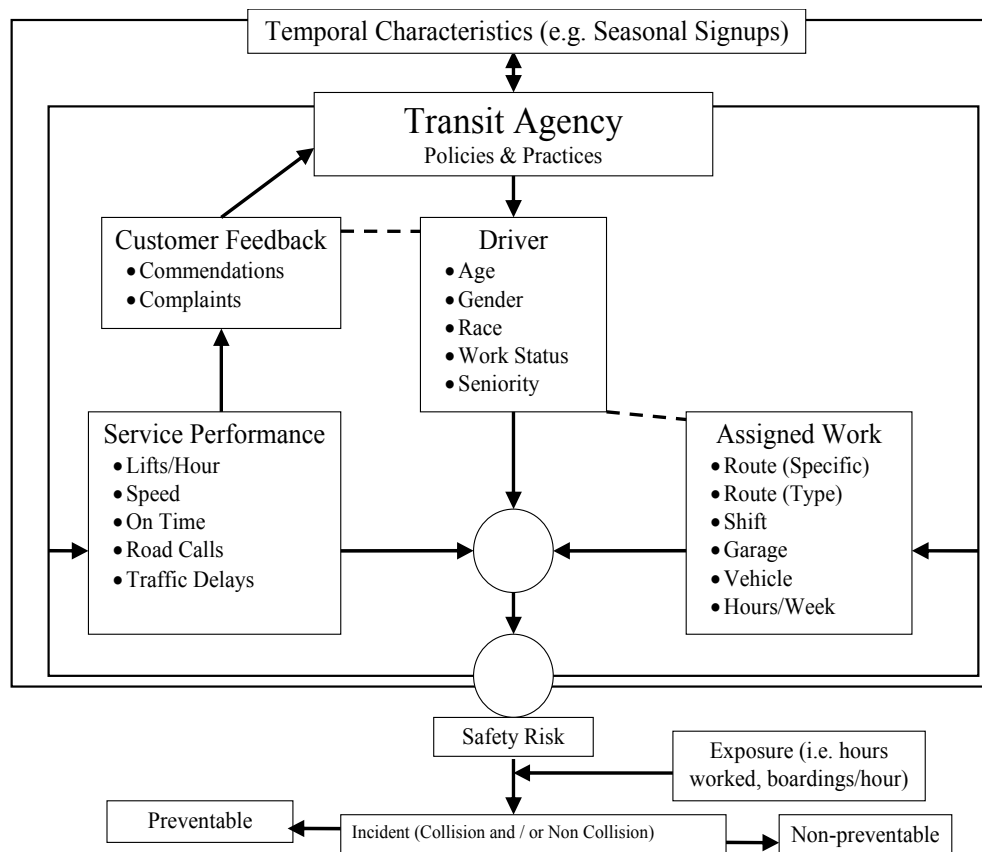 Temporal Characteristics (e.g. Seasonal Signups)
Transit Agency
Policies & Practices
Customer Feedback
• Commendations
• Complaints
Driver
• Age
• Gender
• Race
• Work Status
• Seniority
Service Performance
• Lifts/Hour
• Speed
• On Time
• Road Calls
• Traffic Delays
Assigned Work
• Route (Specific)
• Route (Type)
• Shift
• Garage
• Vehicle
• Hours/Week
Safety Risk
Exposure (i.e. hours
worked, boardings/hour)
Preventable
Incident (Collision and / or Non Collision)
Non-preventable